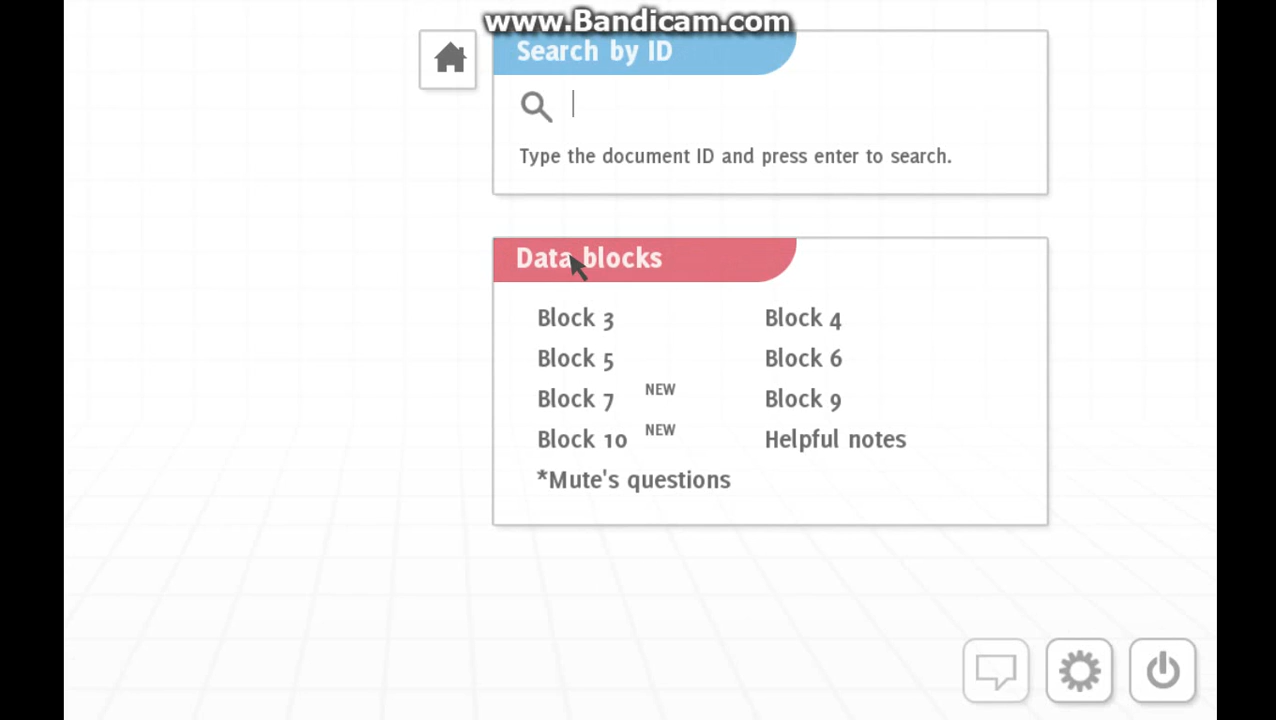 www.Bandicam.com
Search by ID
Type the document ID and press enter to search.
Data blocks
Block 3
Block 4
Block 5
Block 6
Block 7 NEW
Block 9
Block 10 NEW
Helpful notes
*Mute's questions